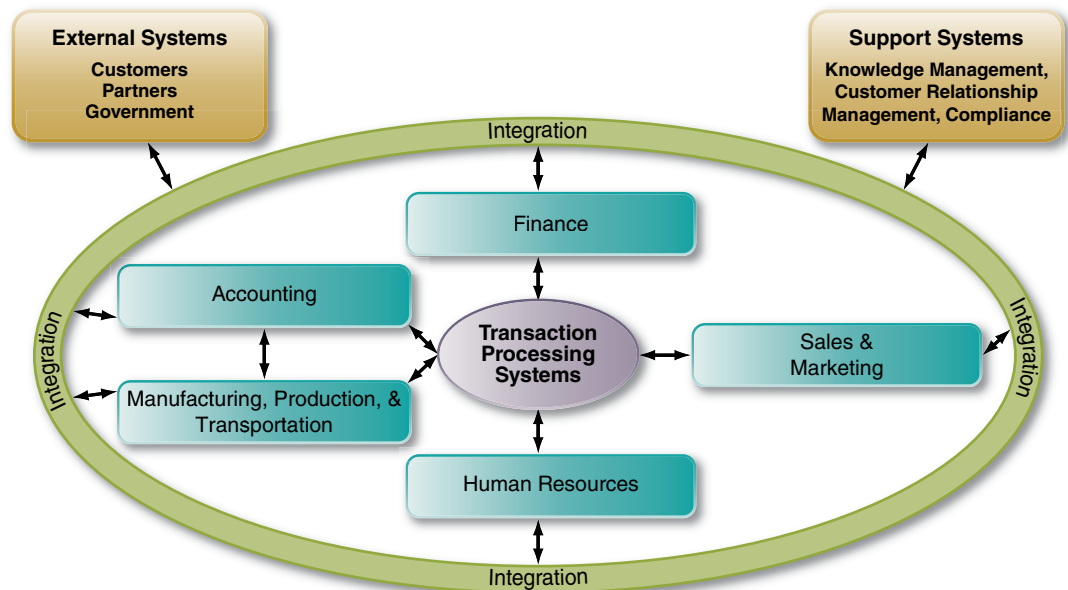 External Systems
Customers
Partners
Government
Support Systems
Knowledge Management,
Customer Relationship
Management, Compliance
Integration
Finance
Accounting
Integration
Transaction
Processing
Systems
Sales &
Marketing
Integration
Manufacturing, Production, &
Transportation
Human Resources
Integration